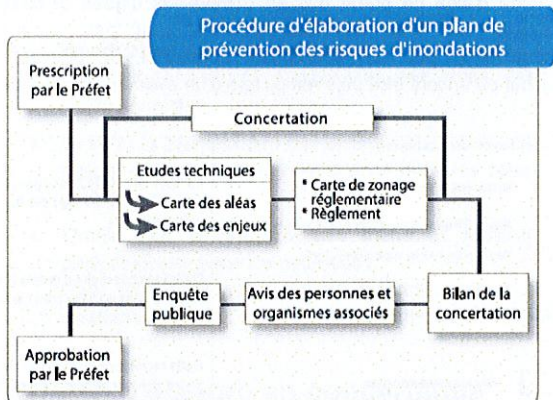 Procédure d'élaboration d'un plan de
prévention des risques d'inondations
Prescription
par le Préfet
Concertation
Etudes techniques
Carte des aléas
Carte des enjeux
* Carte de zonage
réglementaire
* Règlement
Bilan de la
concertation
Avis des personnes et
organismes associés
Enquête
publique
Approbation
par le Préfet